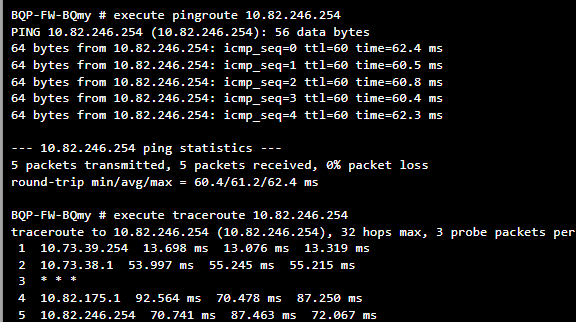 BQP-FW-BQmy # execute pingroute 10.82.246.254
PING 10.82.246.254 (10.82.246.254): 56 data bytes
64 bytes from 10.82.246.254: icmp_seq=0 ttl=60 time=62.4 ms
64 bytes from 10.82.246.254: icmp_seq=1 ttl=60 time=60.5 ms
64 bytes from 10.82.246.254: icmp_seq=2 ttl=60 time=60.8 ms
64 bytes from 10.82.246.254: icmp_seq=3 ttl=60 time=60.4 ms
64 bytes from 10.82.246.254: icmp_seq=4 ttl=60 time=62.3 ms
--- 10.82.246.254 ping statistics ---
5 packets transmitted, 5 packets received, 0% packet loss
round-trip min/avg/max = 60.4/61.2/62.4 ms
BQP-FW-BQmy # execute traceroute 10.82.246.254
traceroute to 10.82.246.254 (10.82.246.254), 32 hops max, 3 probe packets per
1 10.73.39.254 13.698 ms 13.076 ms 13.319 ms
2 10.73.38.1 53.997 ms 55.245 ms 55.215 ms
3 * * *
4 10.82.175.1 92.564 ms 70.478 ms 87.250 ms
5 10.82.246.254 70.741 ms 87.463 ms 72.067 ms